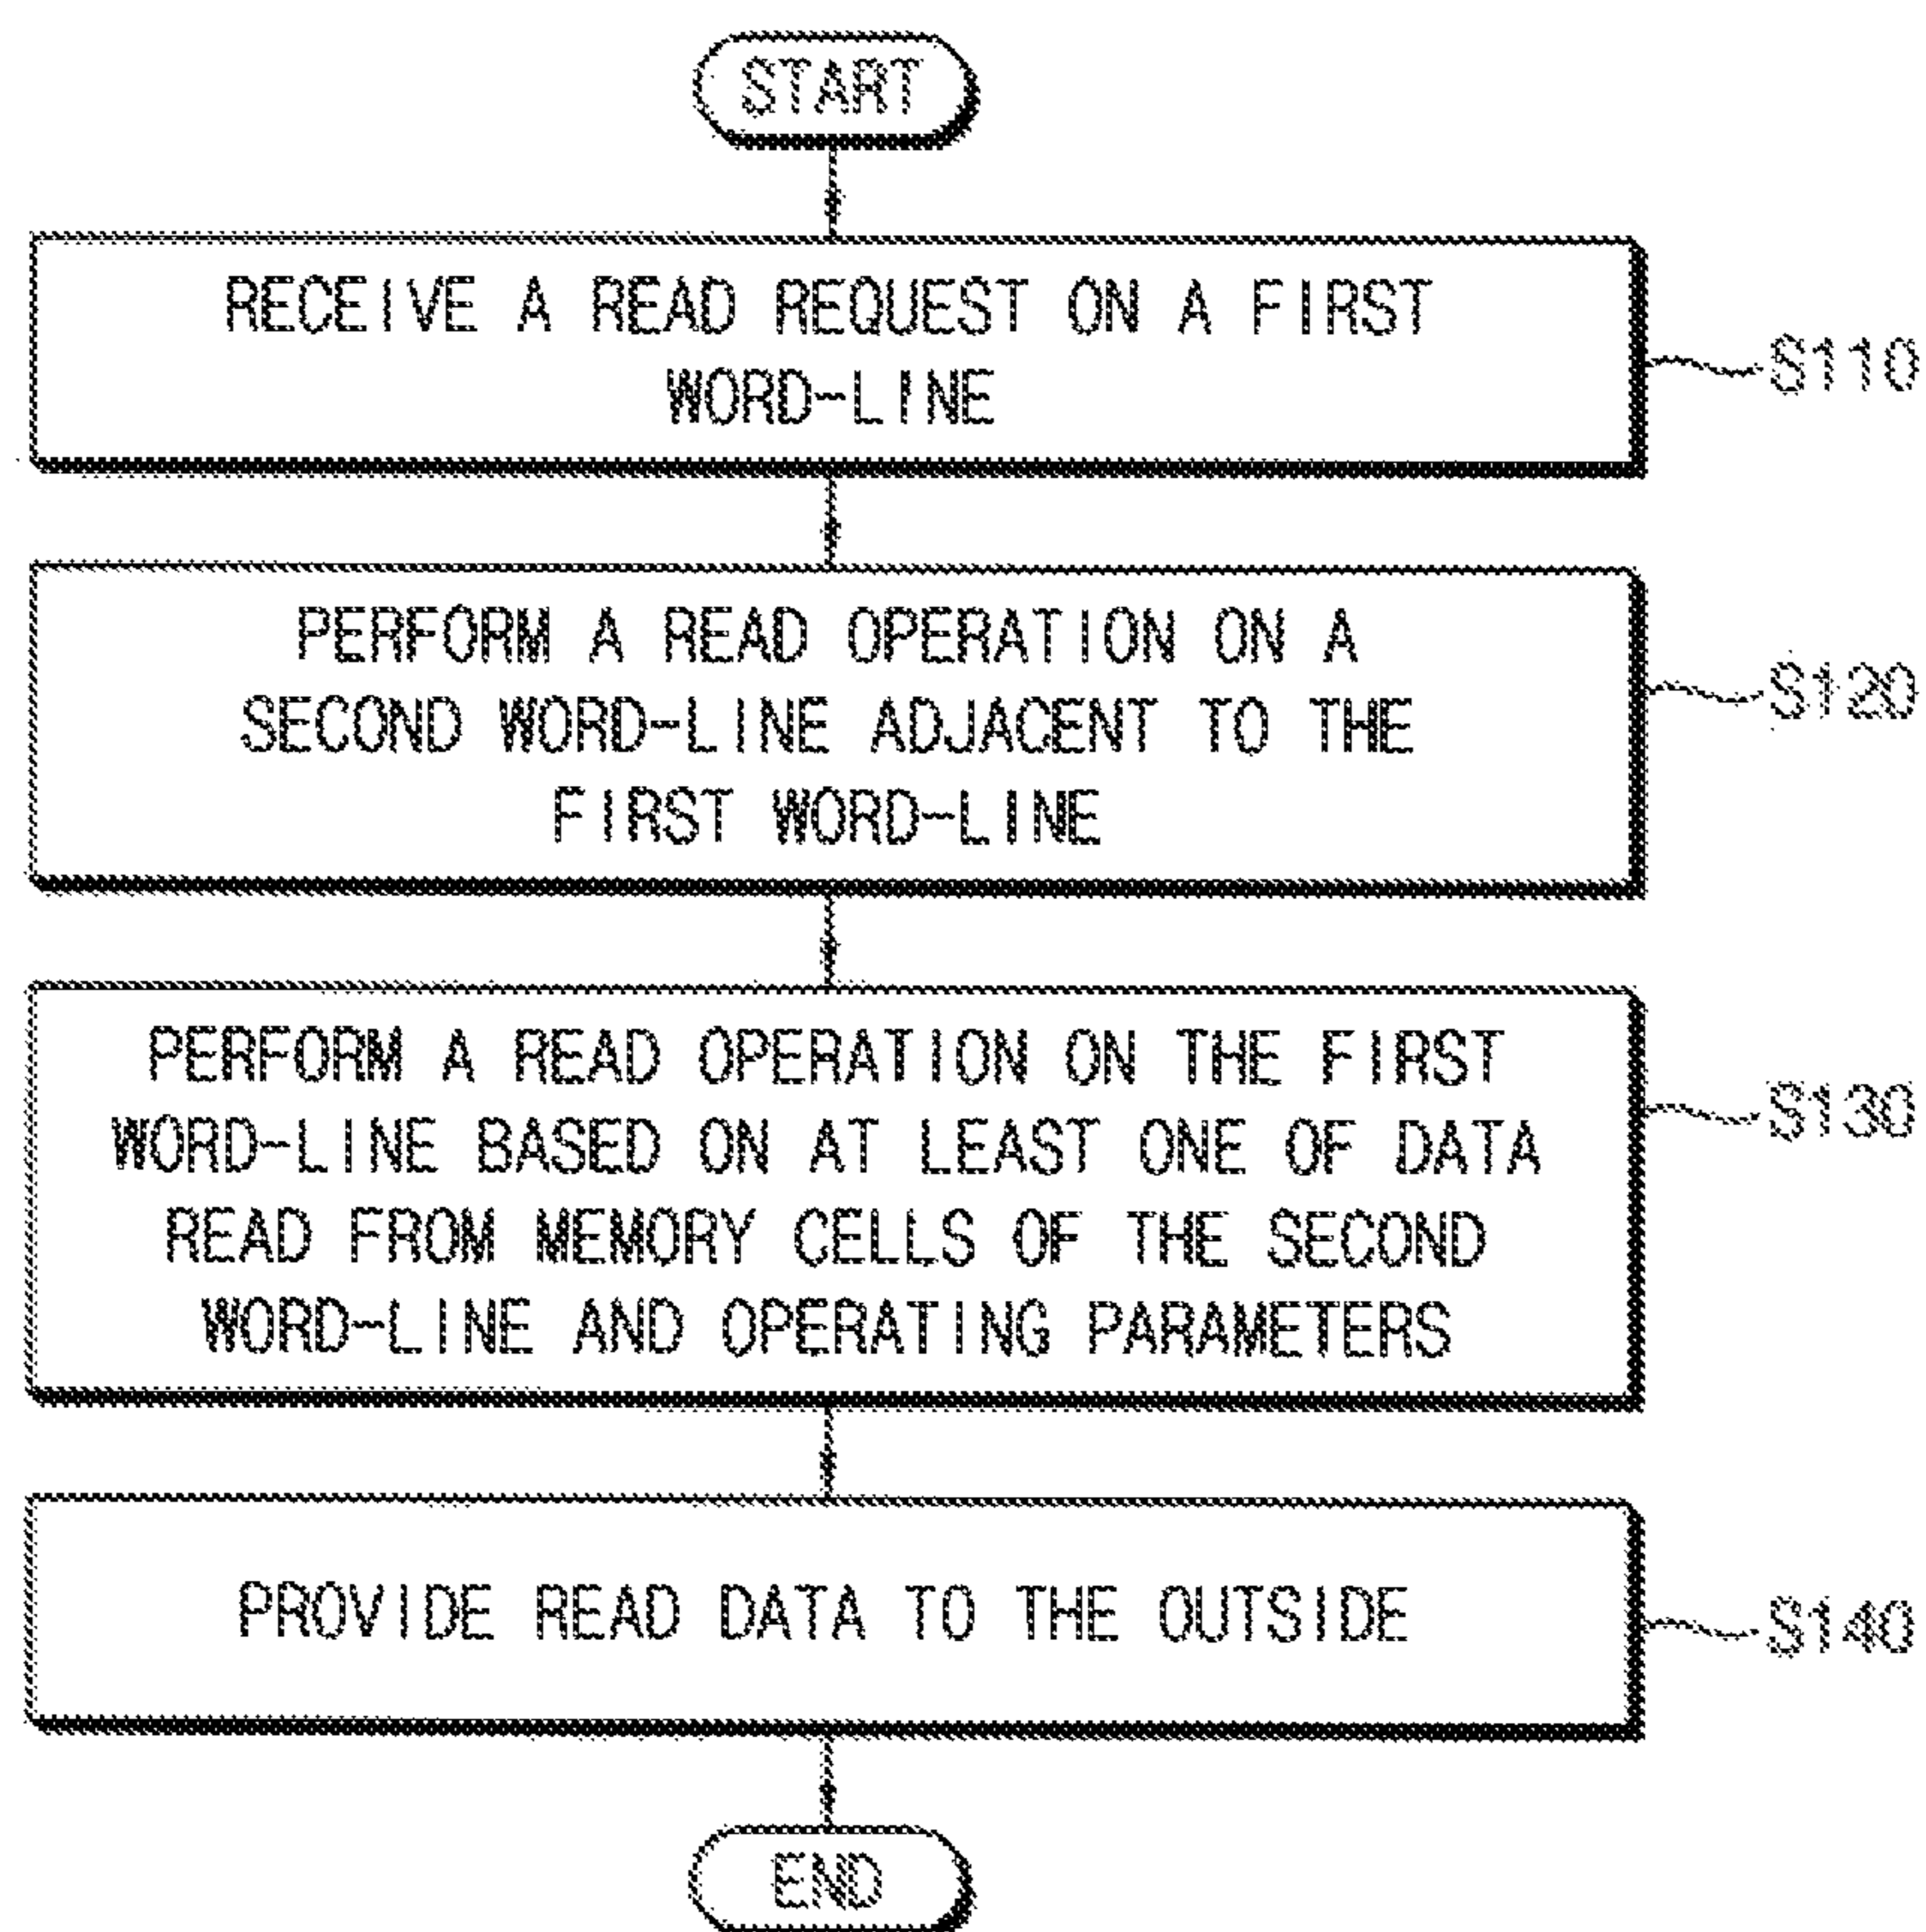 START
RECEIVE A READ REQUEST ON A FIRST
WORD-LINE
S110
PERFORM A READ OPERATION ON A
SECOND WORD-LINE ADJACENT TO THE
FIRST WORD-LINE
S120
PERFORM A READ OPERATION ON THE FIRST
WORD-LINE BASED ON AT LEAST ONE OF DATA
READ FROM MEMORY CELLS OF THE SECOND
WORD-LINE AND OPERATING PARAMETERS
S130
PROVIDE READ DATA TO THE OUTSIDE
S140
END